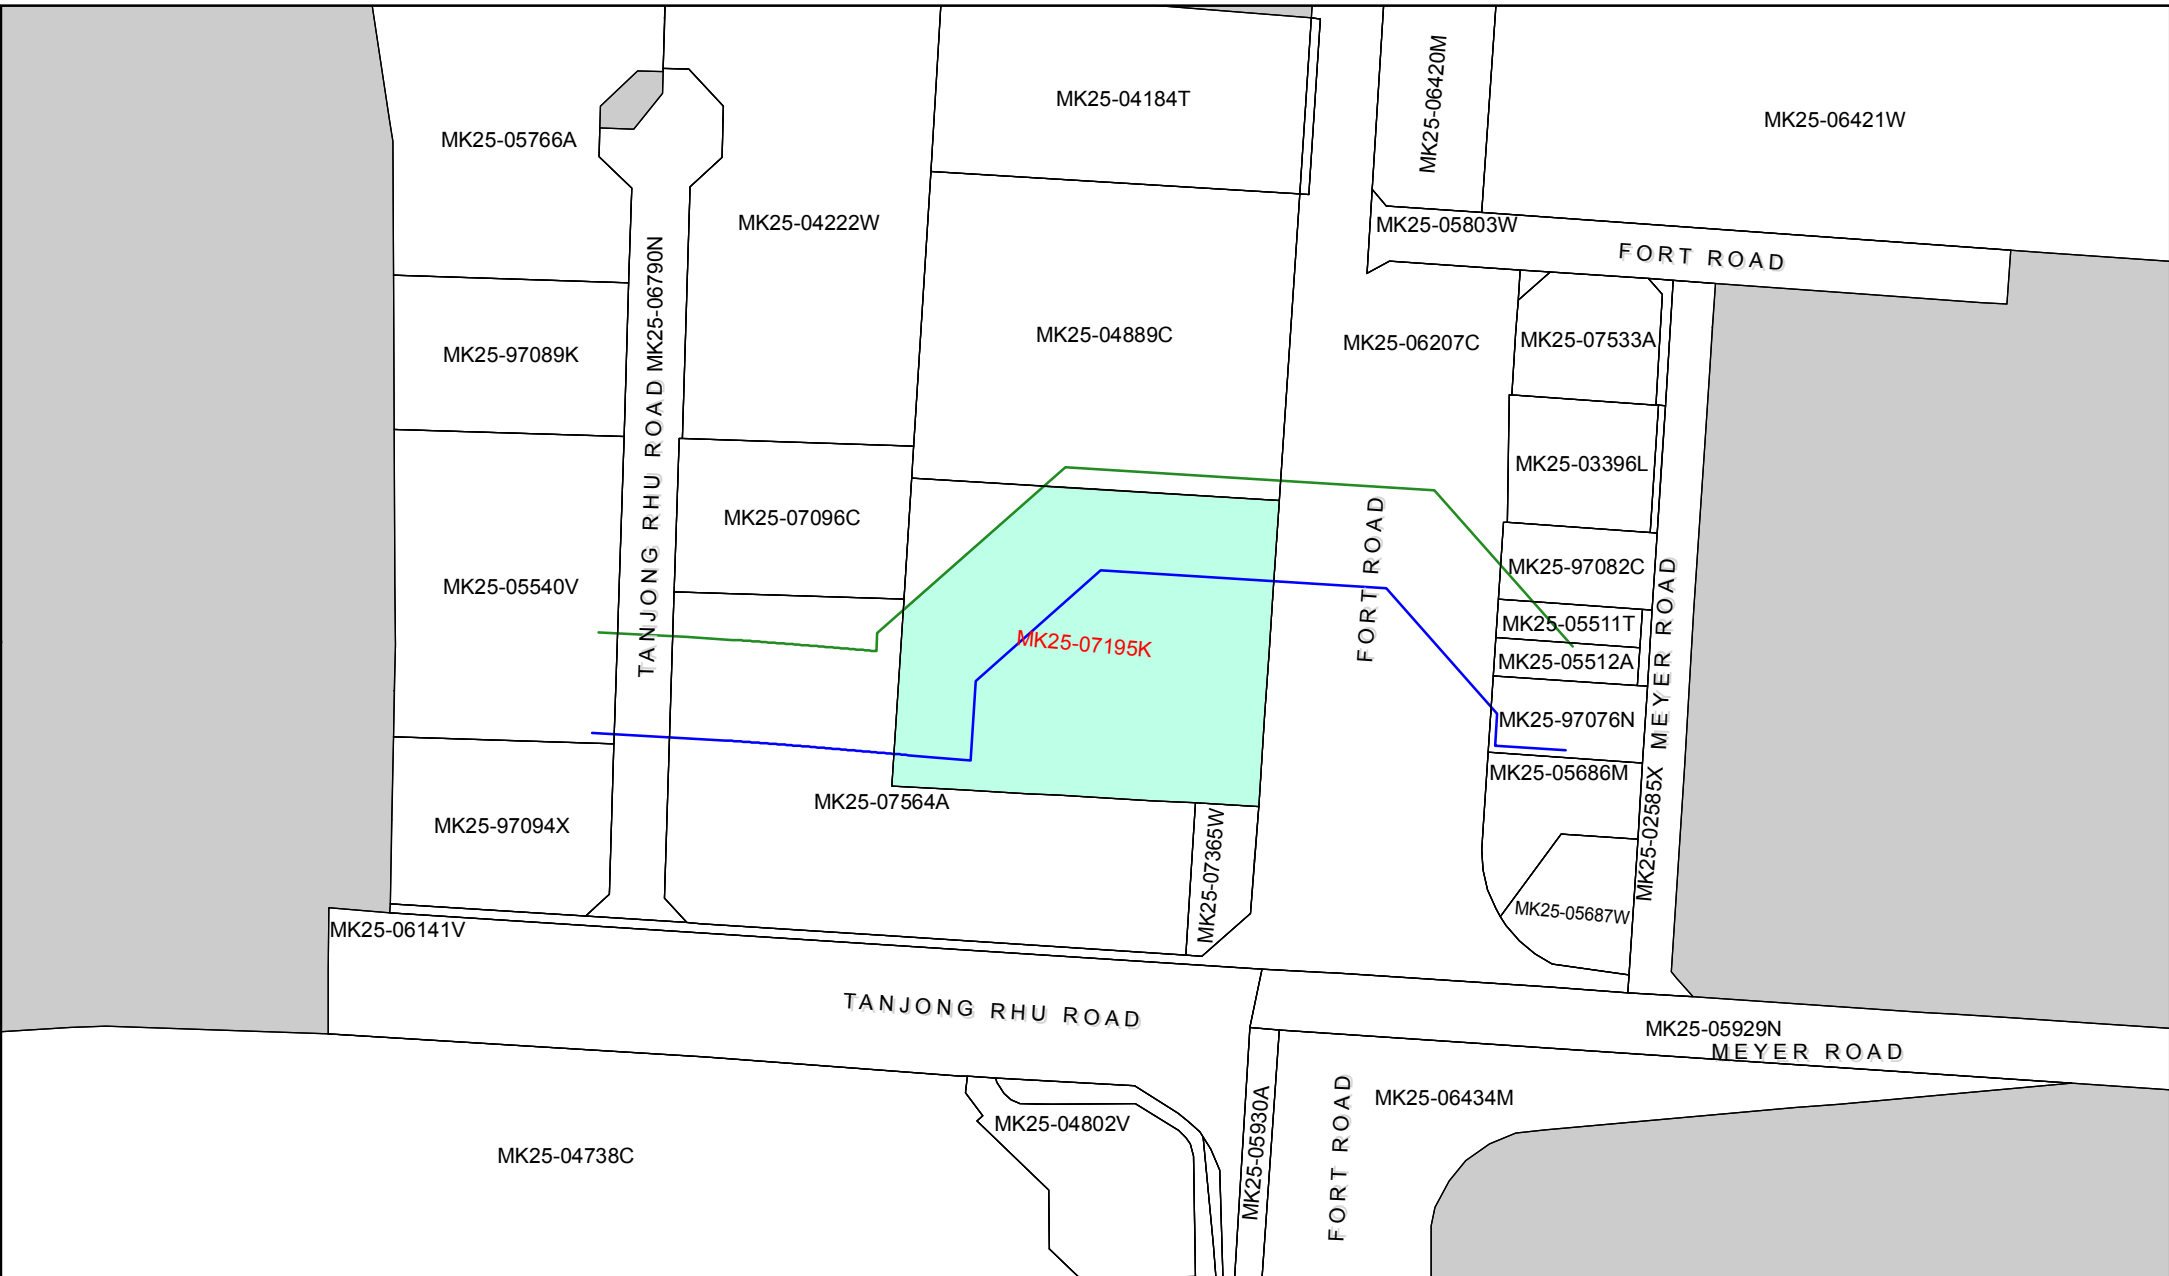 MK25-04184T
MK25-06420M
MK25-06421W
MK25-05766A
MK25-04222W
MK25-05803W
FORT ROAD
MK25-06790N
MK25-97089K
MK25-04889C
MK25-06207C
MK25-07533A
TANJONG RHU ROAD
MK25-03396L
MK25-07096C
FORT ROAD
MK25-97082C
MK25-05540V
MK25-05511T
MEYER ROAD
MK25-07195K
MK25-05512A
MK25-97076N
MK25-05686M
MK25-02585X
MK25-07564A
MK25-97094X
MK25-07365W
MK25-05687W
MK25-06141V
TANJONG RHU ROAD
MK25-05929N
MEYER ROAD
MK25-06434M
MK25-04802V
MK25-05930A
FORT ROAD
MK25-04738C